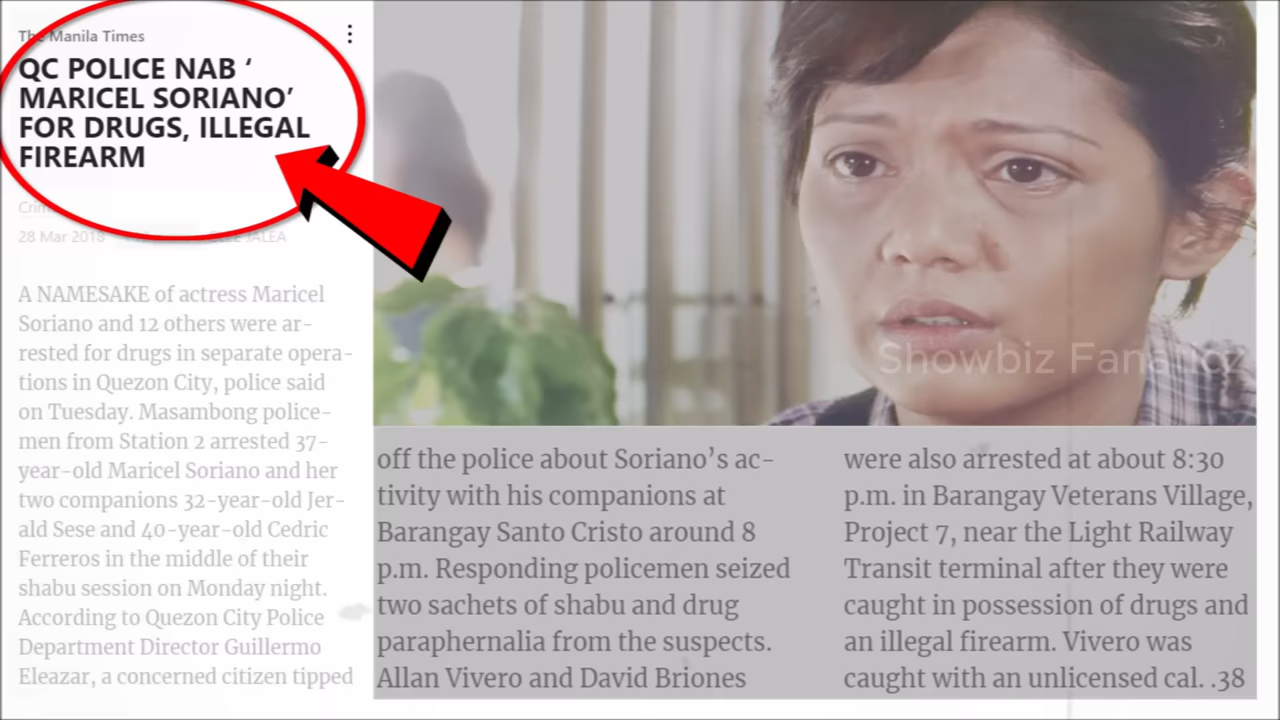 The Manila Times
QC POLICE NAB ‘
MARICEL SORIANO’
FOR DRUGS, ILLEGAL
FIREARM
28 Mar 2018
A NAMESAKE of actress Maricel
Soriano and 12 others were ar-
rested for drugs in separate opera-
tions in Quezon City, police said
on Tuesday. Masambong police-
men from Station 2 arrested 37-
year-old Maricel Soriano and her
two companions 32-year-old Jer-
ald Sese and 40-year-old Cedric
Ferreros in the middle of their
shabu session on Monday night.
According to Quezon City Police
Department Director Guillermo
Eleazar, a concerned citizen tipped
Showbiz Fanaticz
off the police about Soriano’s ac-
tivity with his companions at
Barangay Santo Cristo around 8
p.m. Responding policemen seized
two sachets of shabu and drug
paraphernalia from the suspects.
Allan Vivero and David Briones
were also arrested at about 8:30
p.m. in Barangay Veterans Village,
Project 7, near the Light Railway
Transit terminal after they were
caught in possession of drugs and
an illegal firearm. Vivero was
caught with an unlicensed cal. .38